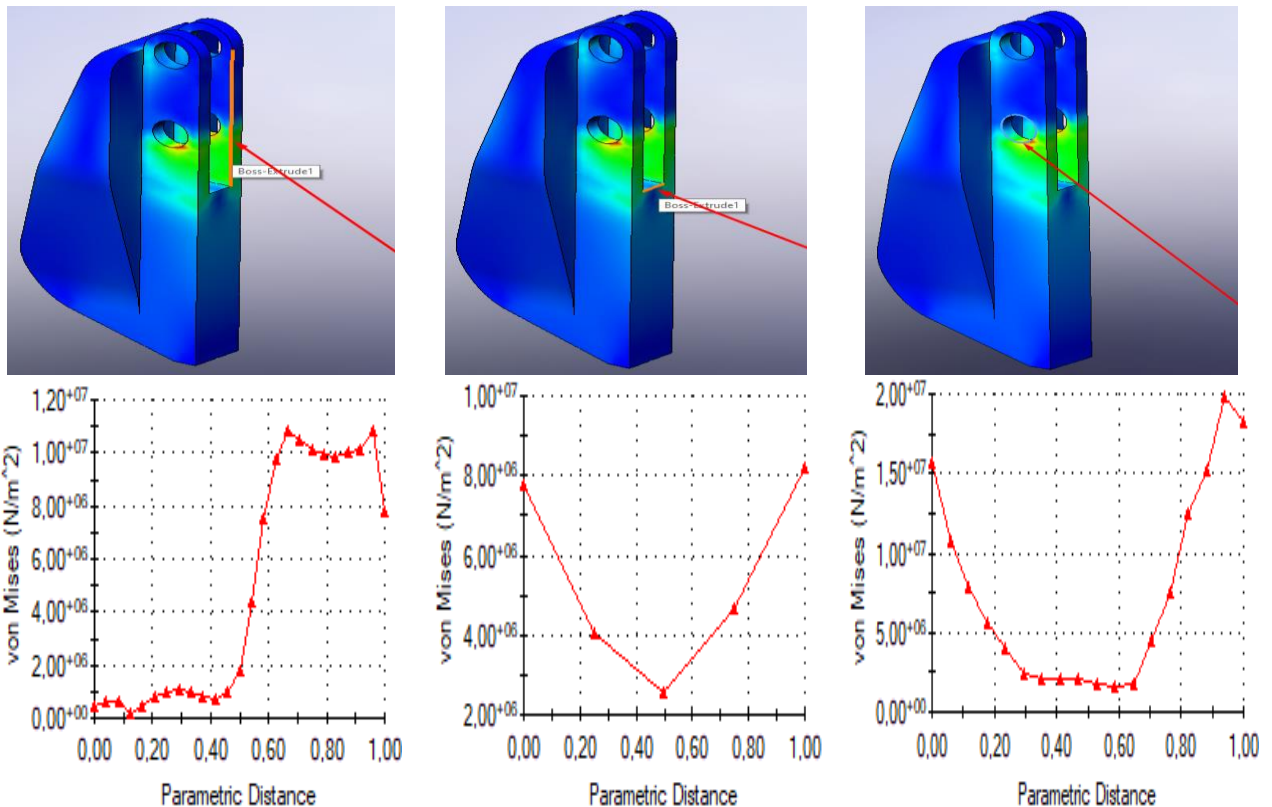 Boss-Extrude1
Boss-Extrude1
1,20+07
1,00+07
8,00+06
6,00+06
4,00+06
2,00+06
0,00+00
von Mises (N/m^2)
0,00 0,20 0,40 0,60 0,80 1,00
Parametric Distance
1,00+07
8,00+06
6,00+06
4,00+06
2,00+06
von Mises (N/m^2)
0,00 0,20 0,40 0,60 0,80 1,00
Parametric Distance
2,00+07
1,50+07
1,00+07
5,00+06
0,00+00
von Mises (N/m^2)
0,00 0,20 0,40 0,60 0,80 1,00
Parametric Distance